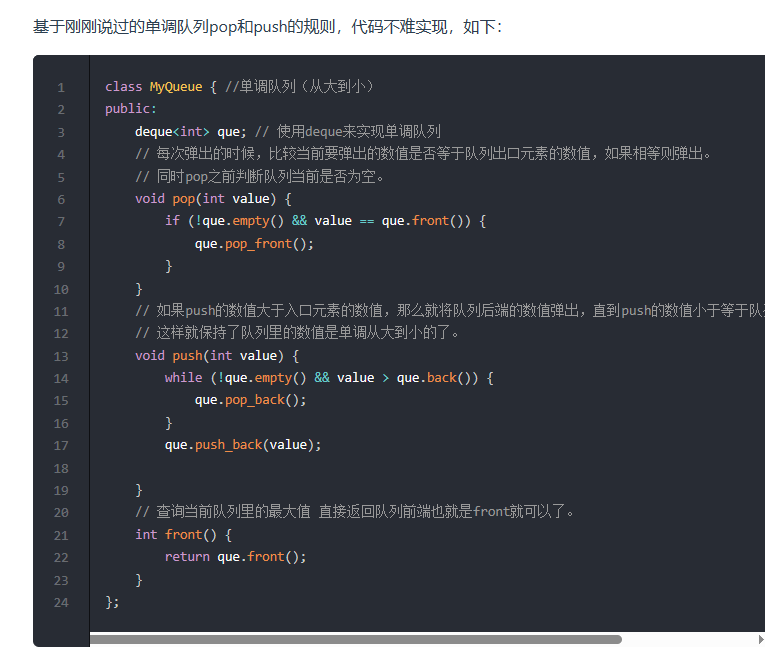 基于刚刚说过的单调队列pop和push的规则，代码不难实现，如下：
1 class MyQueue { //单调队列（从大到小）
2 public:
3     deque<int> que; // 使用deque来实现单调队列
4     // 每次弹出的时候，比较当前要弹出的数值是否等于队列出口元素的数值，如果相等则弹出。
5     // 同时pop之前判断队列当前是否为空。
6     void pop(int value) {
7         if (!que.empty() && value == que.front()) {
8             que.pop_front();
9         }
10     }
11     // 如果push的数值大于入口元素的数值，那么就将队列后端的数值弹出，直到push的数值小于等于队
12     // 这样就保持了队列里的数值是单调从大到小的了。
13     void push(int value) {
14         while (!que.empty() && value > que.back()) {
15             que.pop_back();
16         }
17         que.push_back(value);
18
19     }
20     // 查询当前队列里的最大值 直接返回队列前端也就是front就可以了。
21     int front() {
22         return que.front();
23     }
24 };